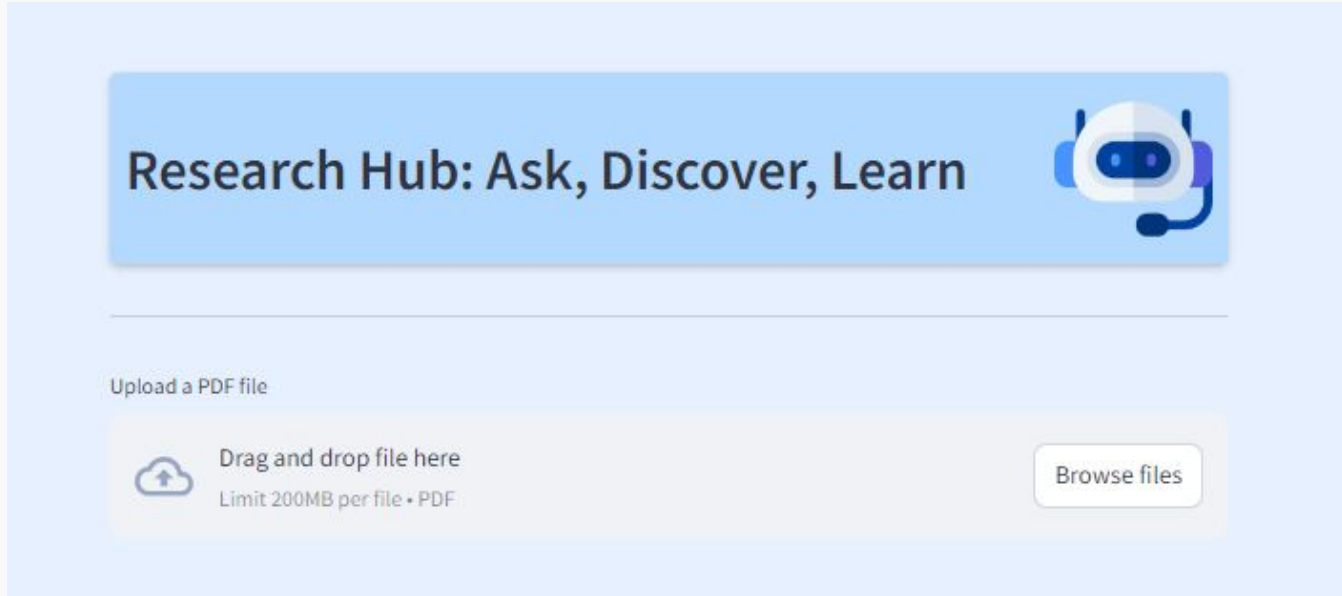 Research Hub: Ask, Discover, Learn
Upload a PDF file
Drag and drop file here
Limit 200MB per file • PDF
Browse files